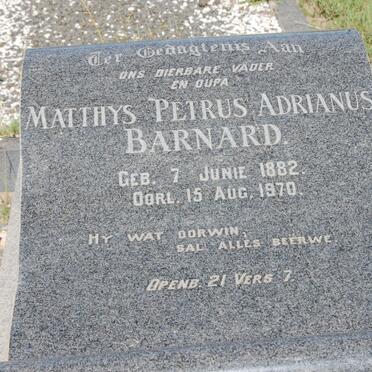 Ter Gedagtenis Aan
ONS DIERBARE VADER
EN OUPA
MATTHYS PETRUS ADRIANUS
BARNARD.
GEB. 7 JUNIE 1882.
OORL. 15 AUG. 1970.
HY WAT OORWIN,
SAL ALLES BEERWE.
OPENB. 21 VERS 7.